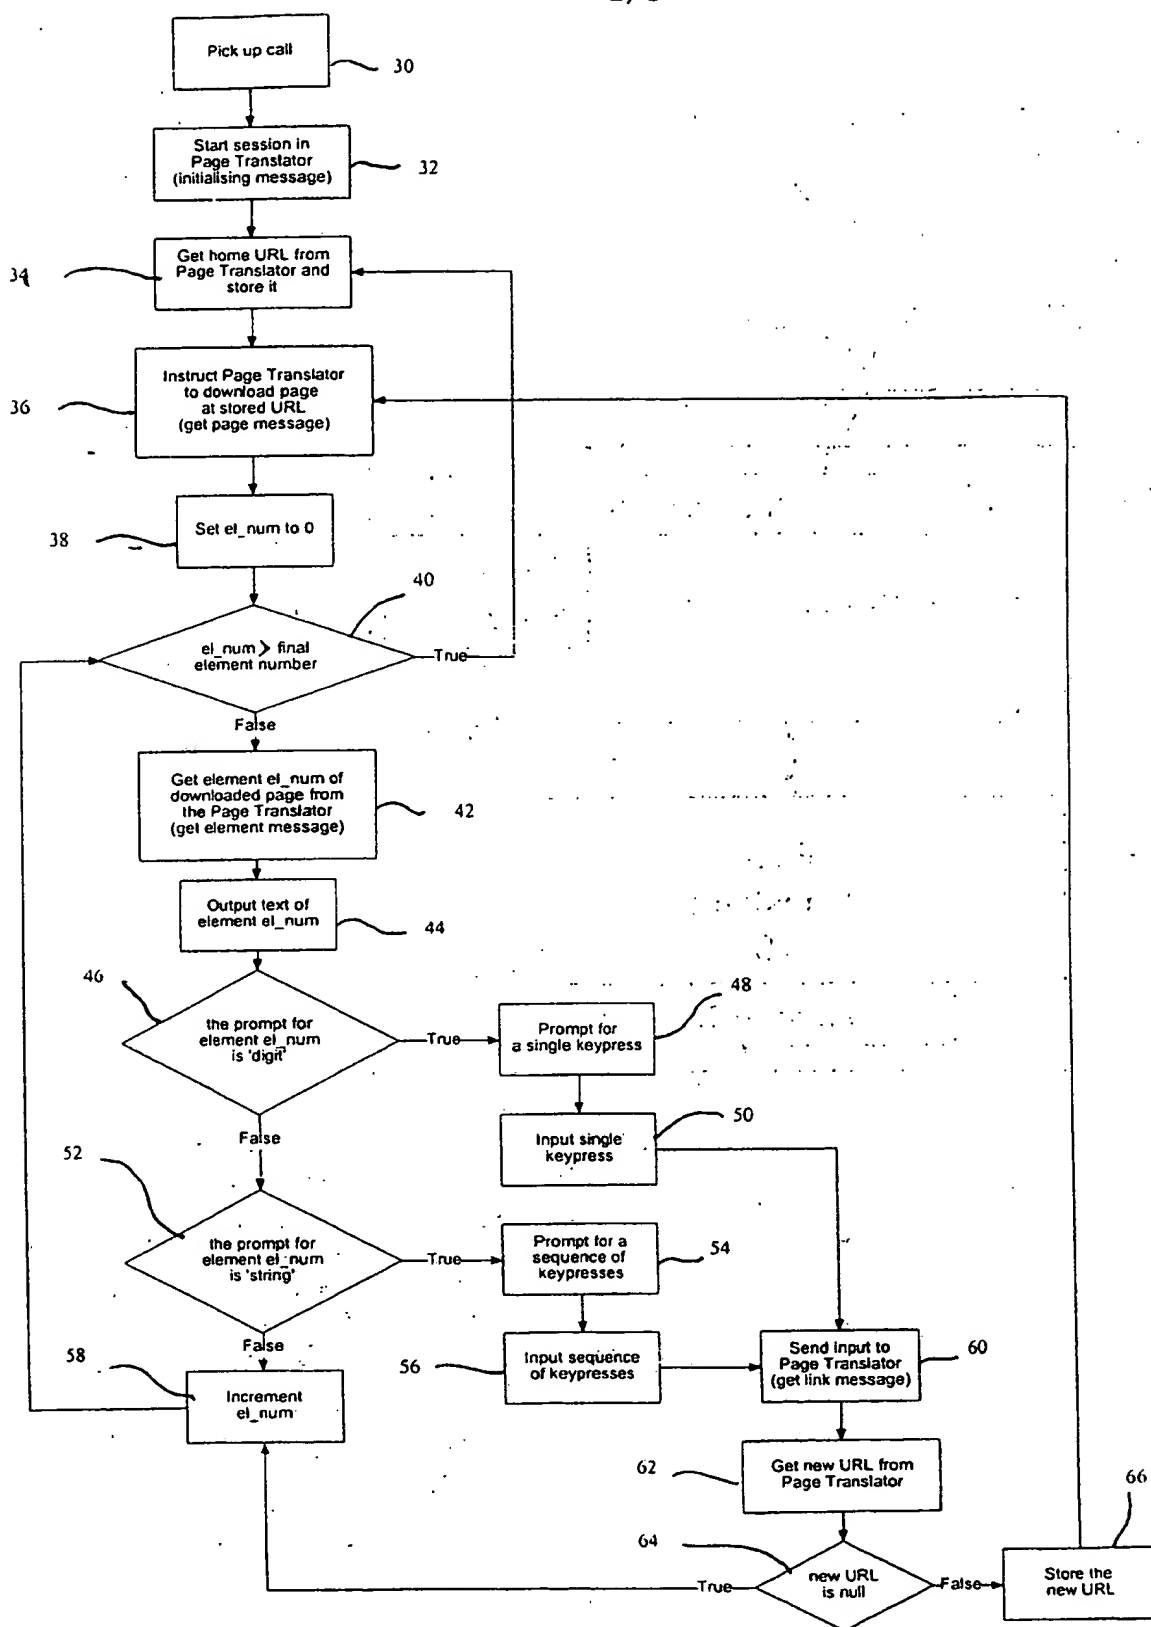 Pick up call
30
Start session in
Page Translator
(initialising message)
32
Get home URL from
Page Translator and
store it
34
Instruct Page Translator
to download page
at stored URL
(get page message)
36
Set el_num to 0
38
40
el_num > final
element number
True
False
Get element el_num of
downloaded page from
the Page Translator
(get element message)
42
Output text of
element el_num
44
46
the prompt for
element el_num
is 'digit'
True
48
Prompt for
a single keypress
False
50
Input single
keypress
52
the prompt for
element el_num
is 'string'
True
Prompt for a
sequence of
keypresses
54
False
58
Increment
el_num
56
Input sequence
of keypresses
Send input to
Page Translator
(get link message)
60
62
Get new URL from
Page Translator
64
new URL
is null
True
False
66
Store the
new URL